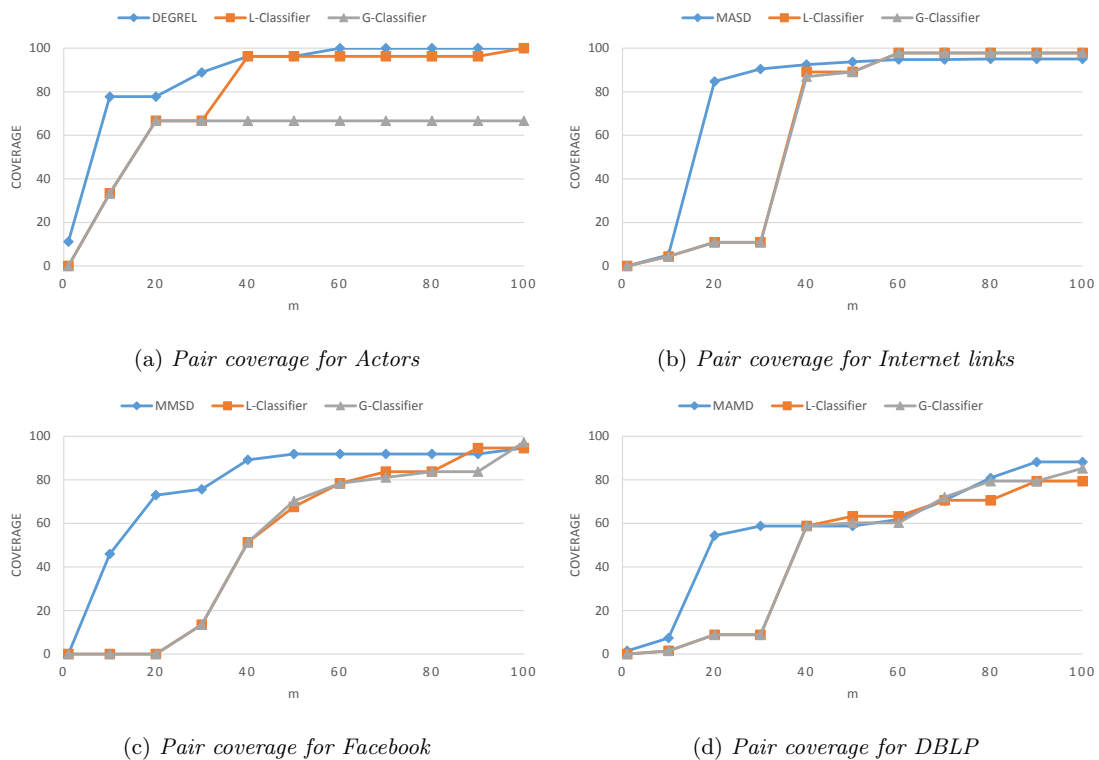 DEGREL L-Classifier G-Classifier
100
80
60
40
20
0
COVERAGE
0 20 40 60 80 100
m
(a) Pair coverage for Actors
MASD L-Classifier G-Classifier
100
80
60
40
20
0
COVERAGE
0 20 40 60 80 100
m
(b) Pair coverage for Internet links
MMSD L-Classifier G-Classifier
100
80
60
40
20
0
COVERAGE
0 20 40 60 80 100
m
(c) Pair coverage for Facebook
MAMD L-Classifier G-Classifier
100
80
60
40
20
0
COVERAGE
0 20 40 60 80 100
m
(d) Pair coverage for DBLP